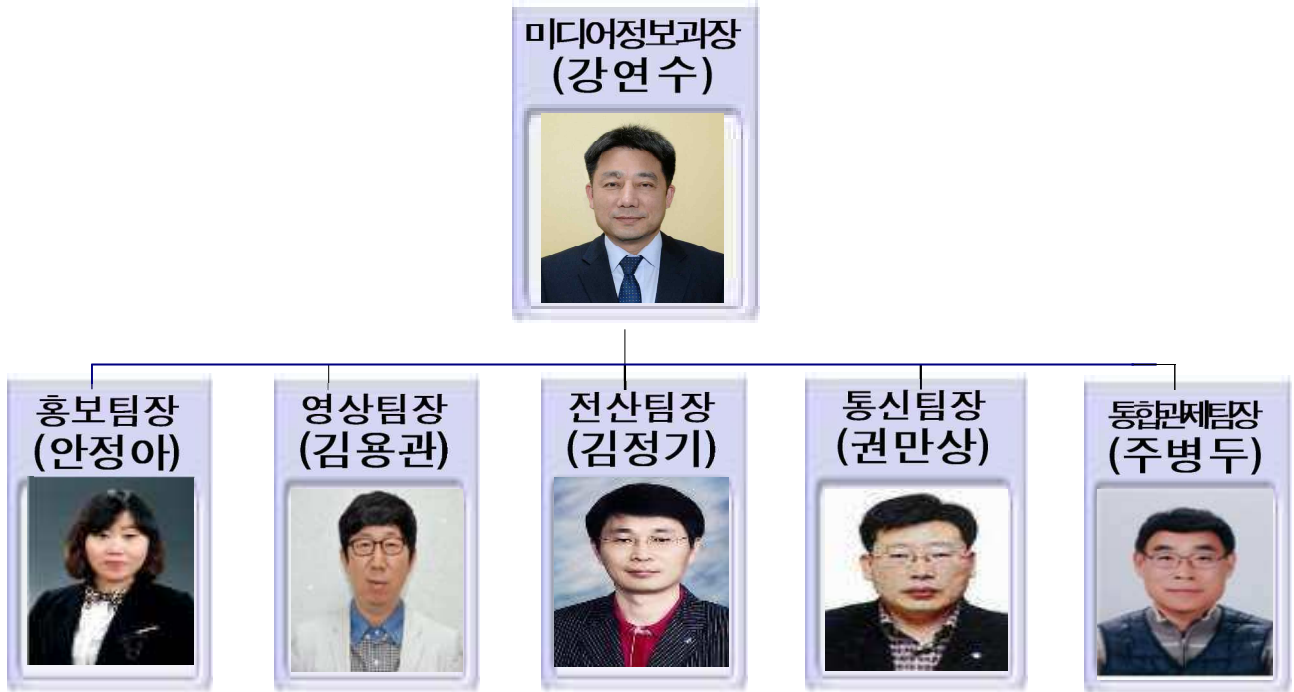 미디어정보과장
(강연수)
홍보팀장
(안정아)
영상팀장
(김용관)
전산팀장
(김정기)
통신팀장
(권만상)
통합관제팀장
(주병두)